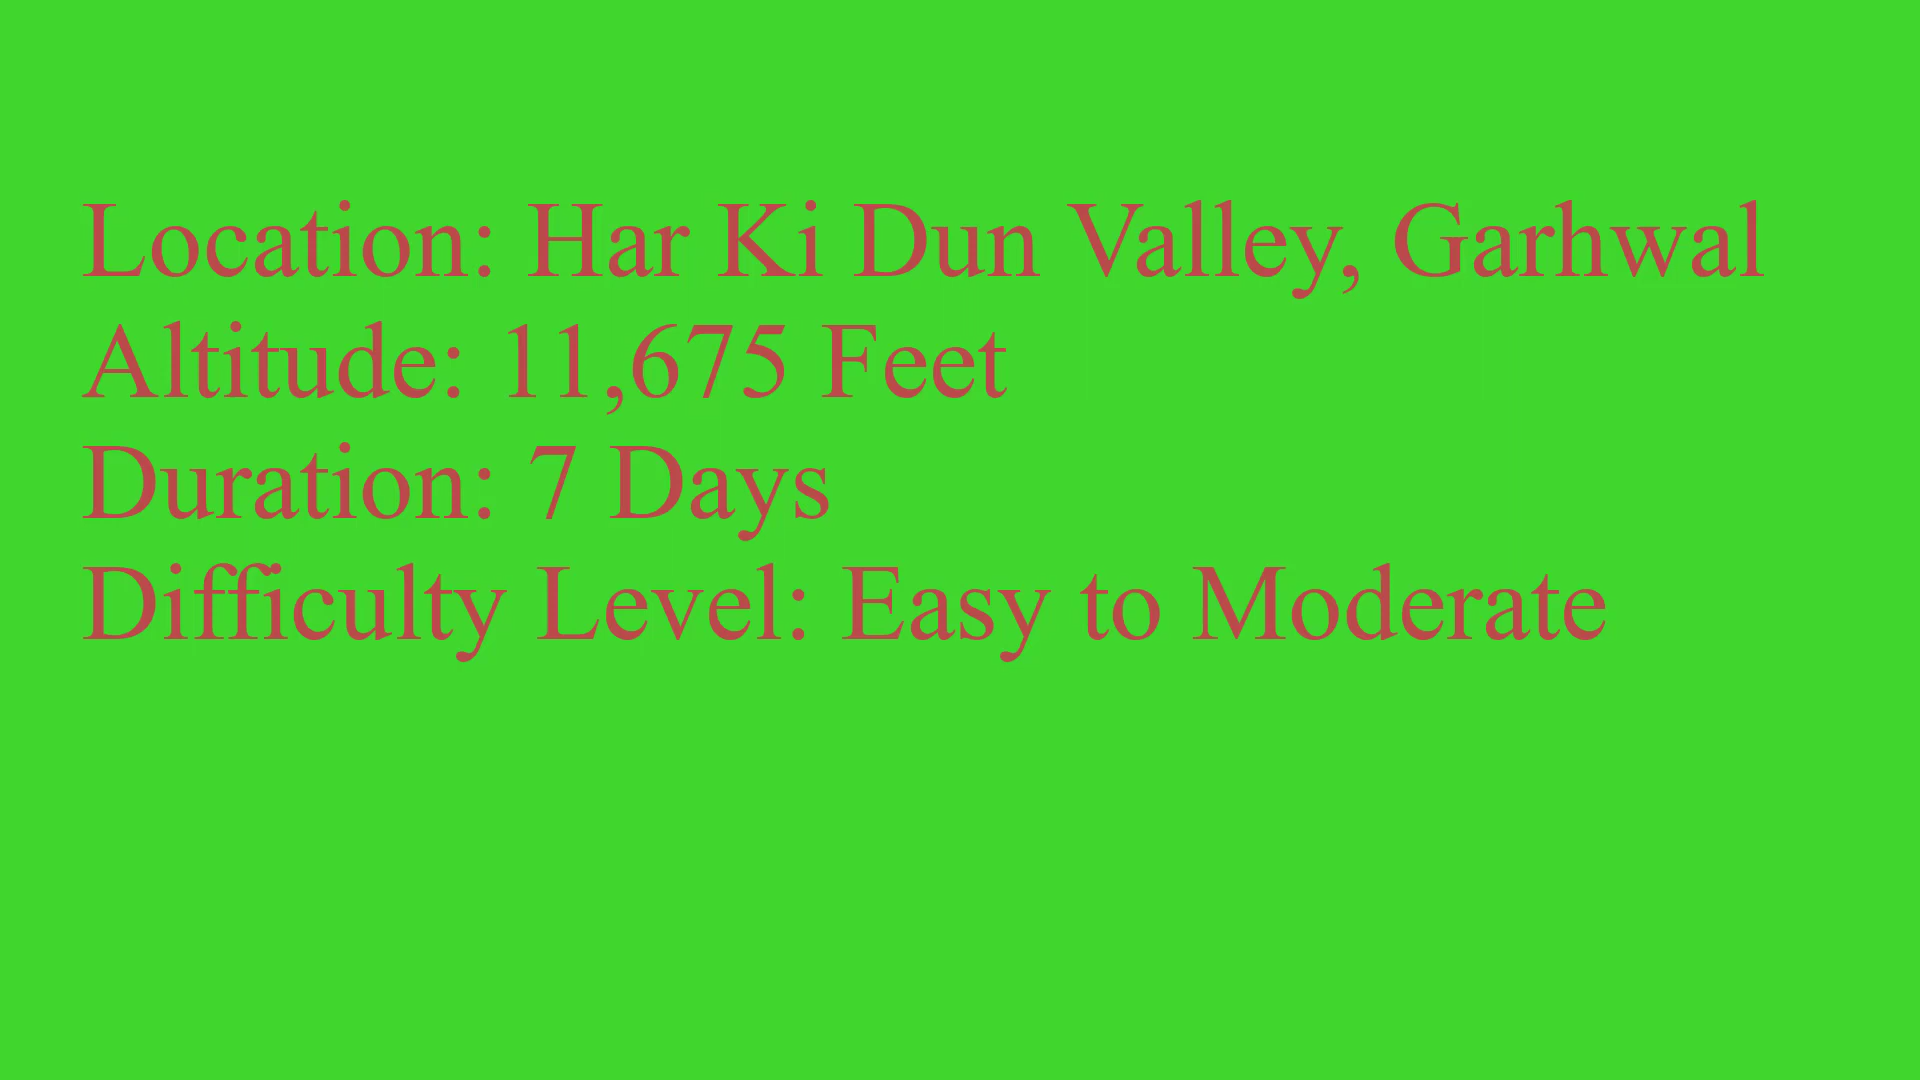 Location: Har Ki Dun Valley, Garhwal
Altitude: 11,675 Feet
Duration: 7 Days
Difficulty Level: Easy to Moderate